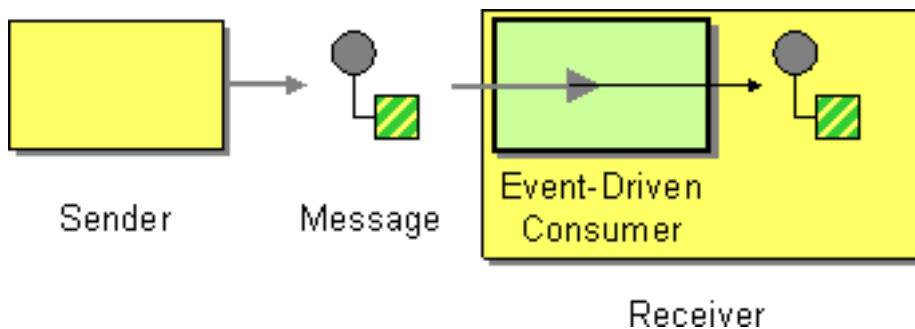 Sender
Message
Event-Driven
Consumer
Receiver